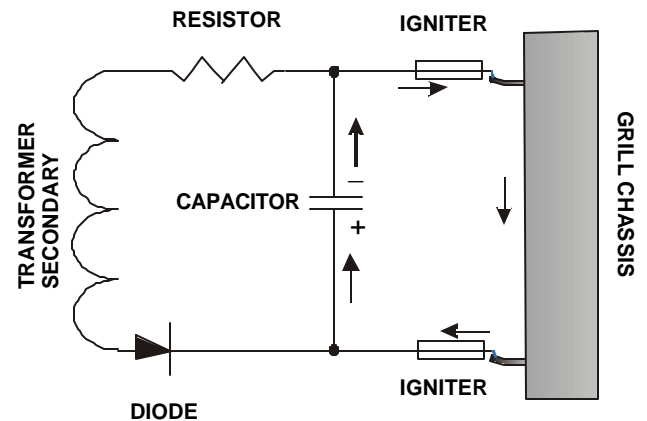 RESISTOR
IGNITER
TRANSFORMER
SECONDARY
CAPACITOR
–
+
GRILL CHASSIS
IGNITER
DIODE